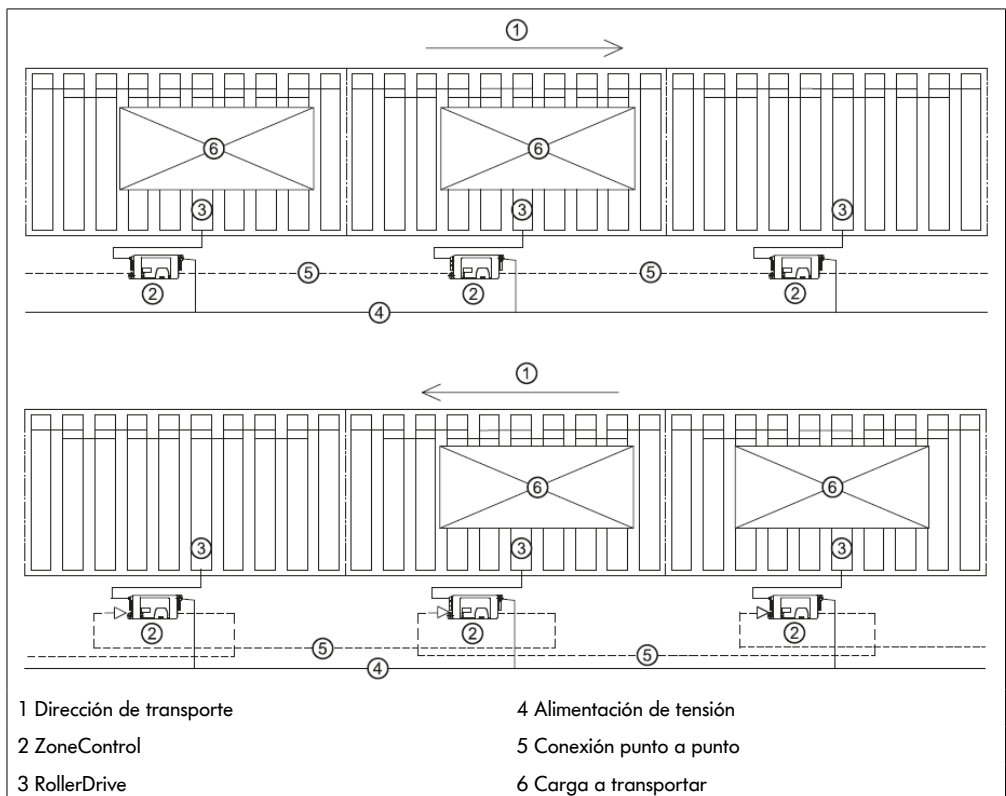 1
6 6
3 3 3
5 5
2 2 2
4
1
6 6
3 3 3
2 2 2
5 5
4
1 Dirección de transporte
2 ZoneControl
3 RollerDrive
4 Alimentación de tensión
5 Conexión punto a punto
6 Carga a transportar